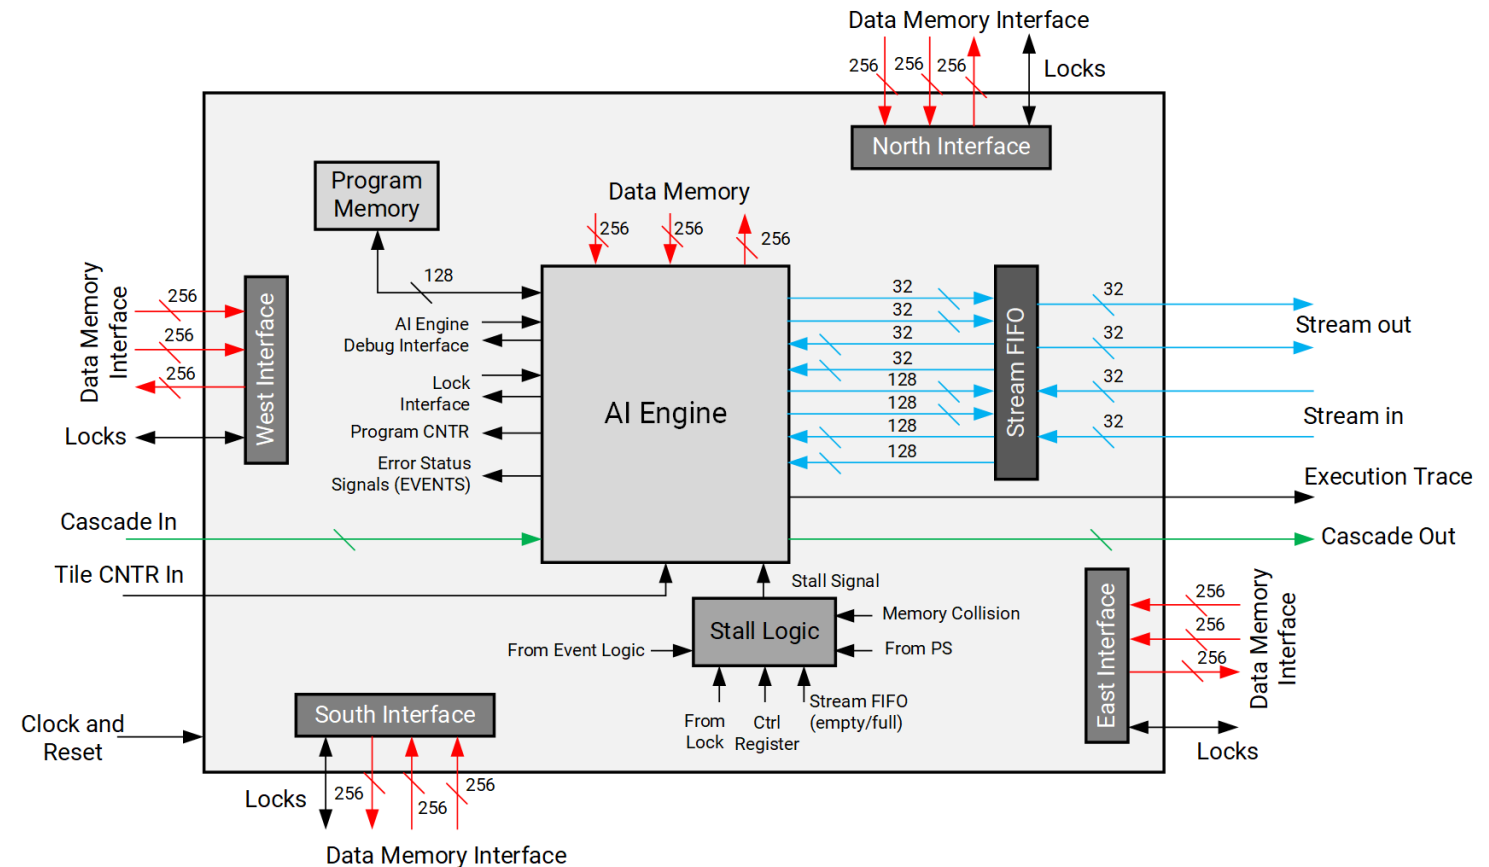 Data Memory Interface
256
256
256
Locks
North Interface
Program
Memory
Data Memory
256
256
256
128
Data Memory
Interface
256
256
256
West Interface
Locks
AI Engine
Debug Interface
Lock
Interface
Program CNTR
Error Status
Signals (EVENTS)
AI Engine
32
32
32
32
128
128
128
128
Stream FIFO
32
32
32
32
Stream out
Stream in
Execution Trace
Cascade In
Cascade Out
Tile CNTR In
Stall Signal
Stall Logic
Memory Collision
From PS
From Event Logic
From
Lock
Ctrl
Register
Stream FIFO
(empty/full)
East Interface
256
256
256
Data Memory
Interface
Locks
Clock and
Reset
South Interface
Locks
256
256
256
Data Memory Interface